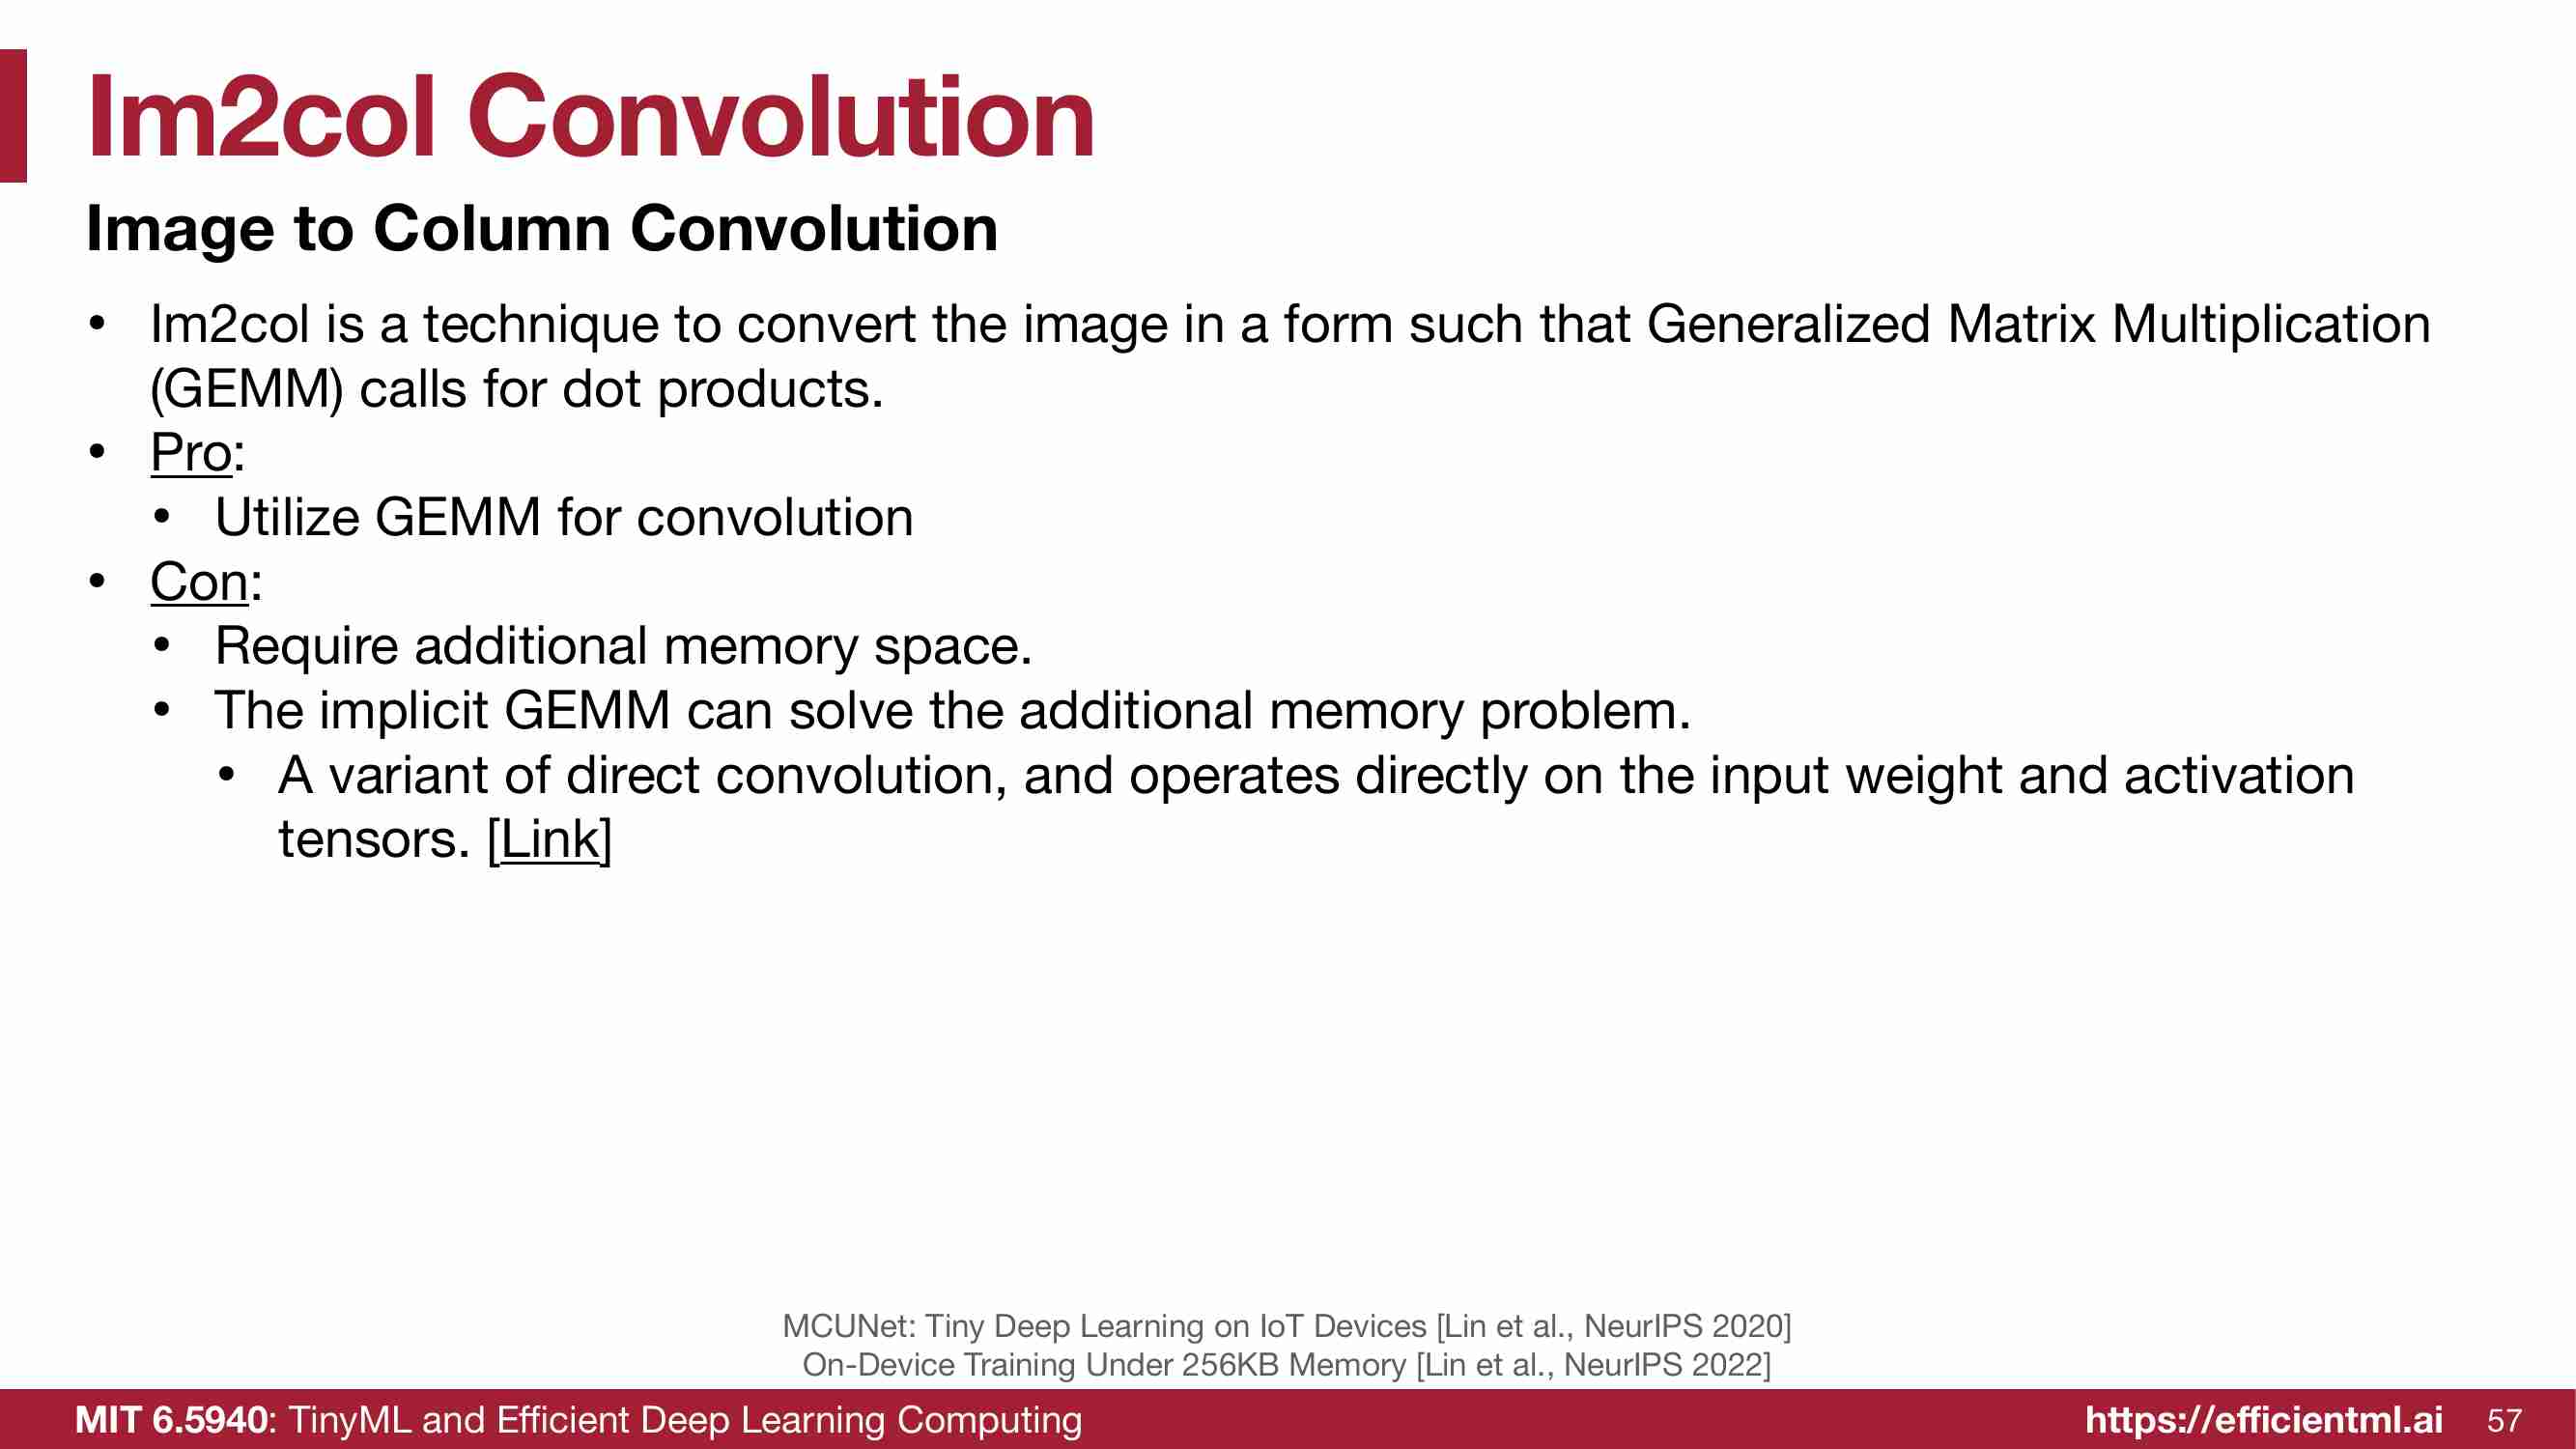 Im2col Convolution
Image to Column Convolution
• Im2col is a technique to convert the image in a form such that Generalized Matrix Multiplication
(GEMM) calls for dot products.
• Pro:
• Utilize GEMM for convolution
• Con:
• Require additional memory space.
• The implicit GEMM can solve the additional memory problem.
• A variant of direct convolution, and operates directly on the input weight and activation
tensors. [Link]
MCUNet: Tiny Deep Learning on IoT Devices [Lin et al., NeurIPS 2020]
On-Device Training Under 256KB Memory [Lin et al., NeurIPS 2022]
MIT 6.5940: TinyML and Efficient Deep Learning Computing
https://efficientml.ai 57